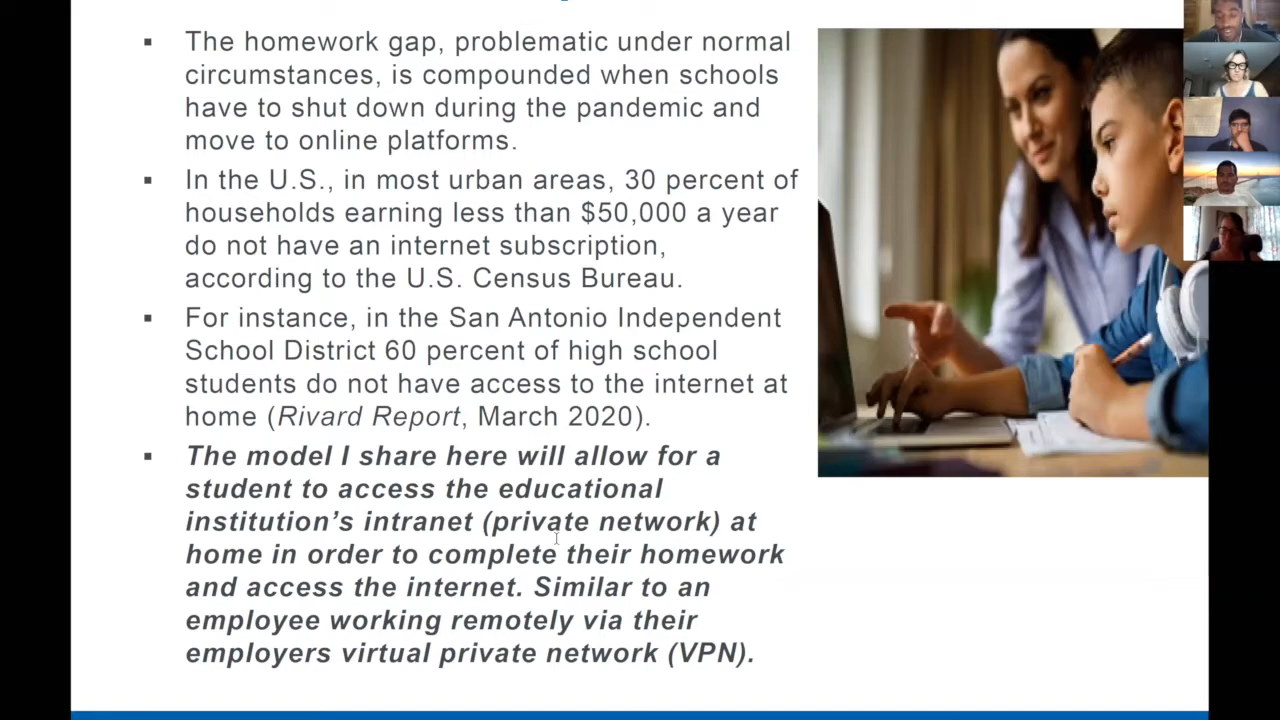 ▪ The homework gap, problematic under normal
circumstances, is compounded when schools
have to shut down during the pandemic and
move to online platforms.
▪ In the U.S., in most urban areas, 30 percent of
households earning less than $50,000 a year
do not have an internet subscription,
according to the U.S. Census Bureau.
▪ For instance, in the San Antonio Independent
School District 60 percent of high school
students do not have access to the internet at
home (Rivard Report, March 2020).
▪ The model I share here will allow for a
student to access the educational
institution’s intranet (private network) at
home in order to complete their homework
and access the internet. Similar to an
employee working remotely via their
employers virtual private network (VPN).